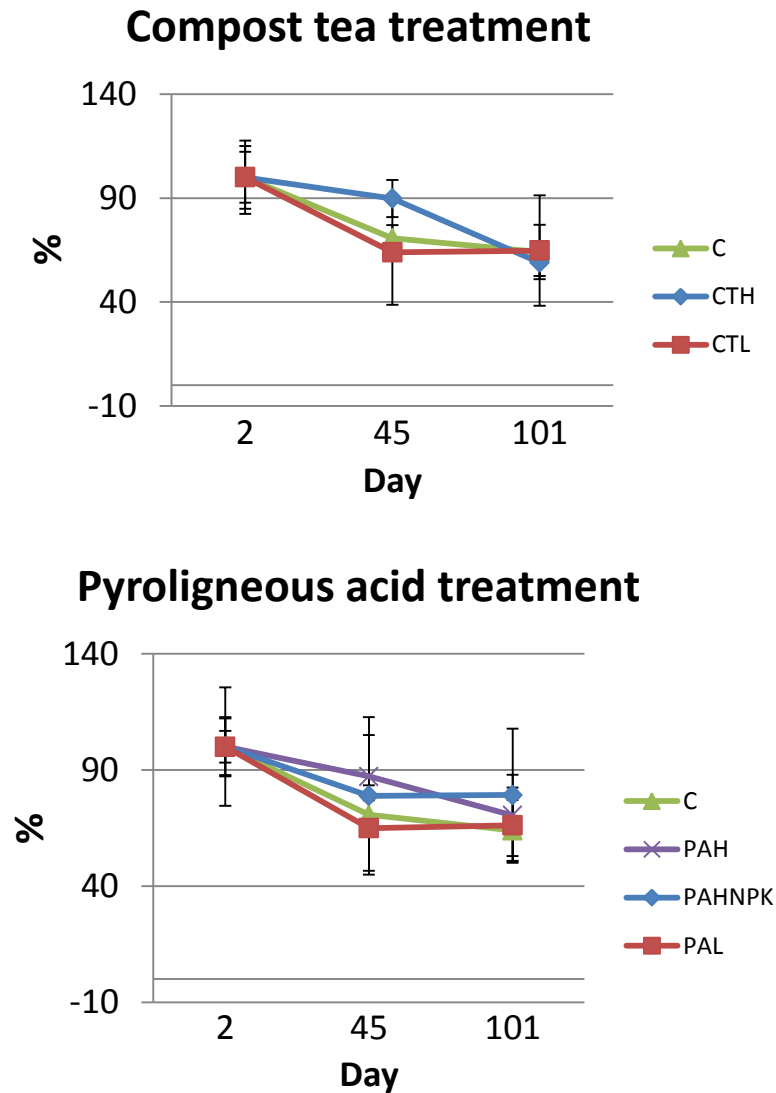 Compost tea treatment
140
90
40
-10
%
2 45 101
Day
C
CTH
CTL
Pyroligneous acid treatment
140
90
40
-10
%
2 45 101
Day
C
PAH
PAHNPK
PAL